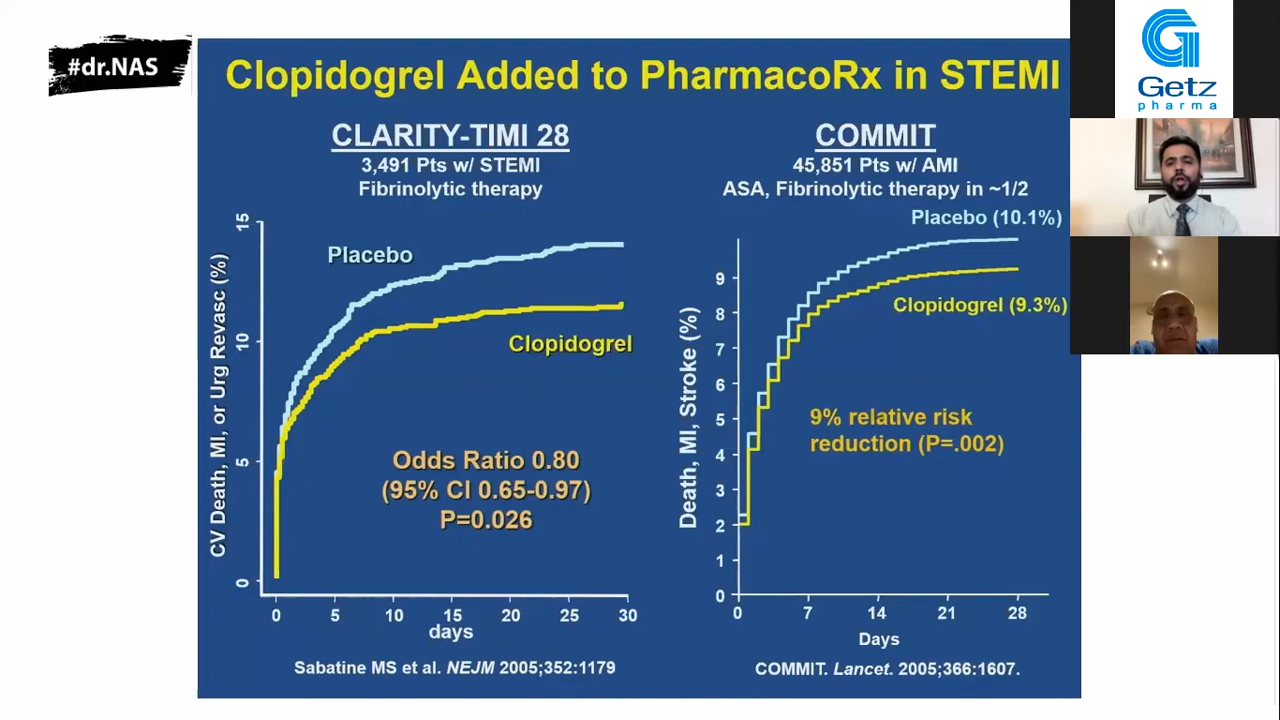 #dr.NAS
Getz
pharma
Clopidogrel Added to PharmacoRx in STEMI
CLARITY-TIMI 28
3,491 Pts w/ STEMI
Fibrinolytic therapy
CV Death, MI, or Urg Revasc (%)
15
10
5
0
Placebo
Clopidogrel
Odds Ratio 0.80
(95% CI 0.65-0.97)
P=0.026
0 5 10 15 20 25 30
days
Sabatine MS et al. NEJM 2005;352:1179
COMMIT
45,851 Pts w/ AMI
ASA, Fibrinolytic therapy in ~1/2
Placebo (10.1%)
Death, MI, Stroke (%)
9
8
7
6
5
4
3
2
1
0
Clopidogrel (9.3%)
9% relative risk
reduction (P=.002)
0 7 14 21 28
Days
COMMIT. Lancet. 2005;366:1607.